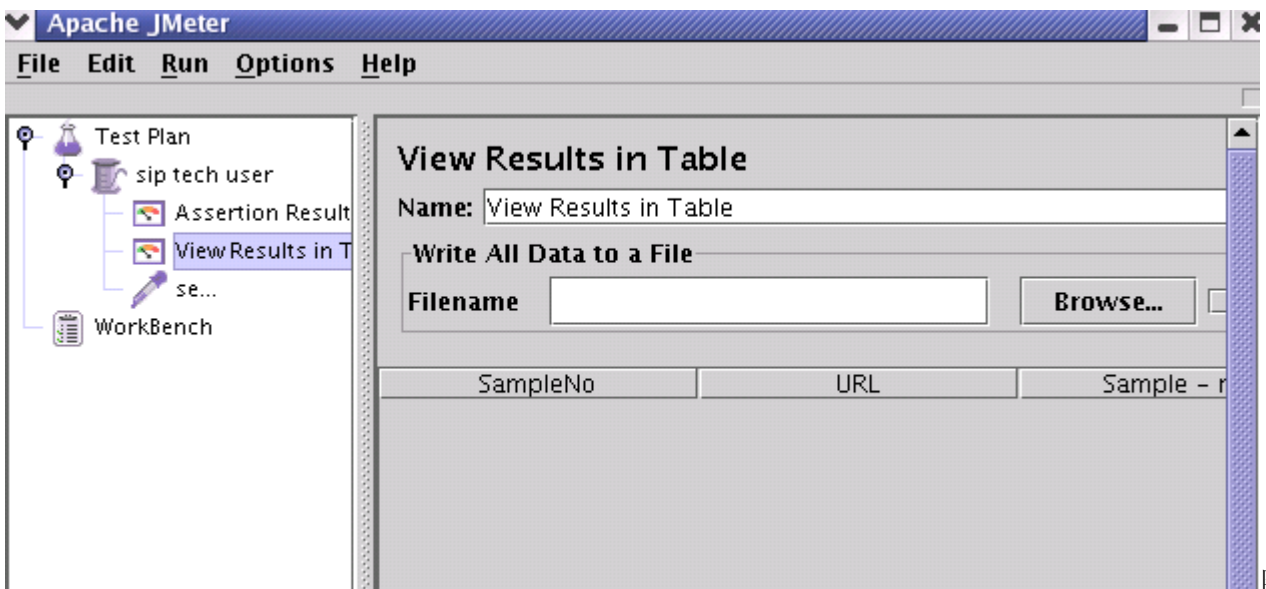 Apache JMeter
File Edit Run Options Help
Test Plan
sip tech user
Assertion Result
View Results in T
se...
WorkBench
View Results in Table
Name: View Results in Table
Write All Data to a File
Filename Browse...
SampleNo URL Sample -